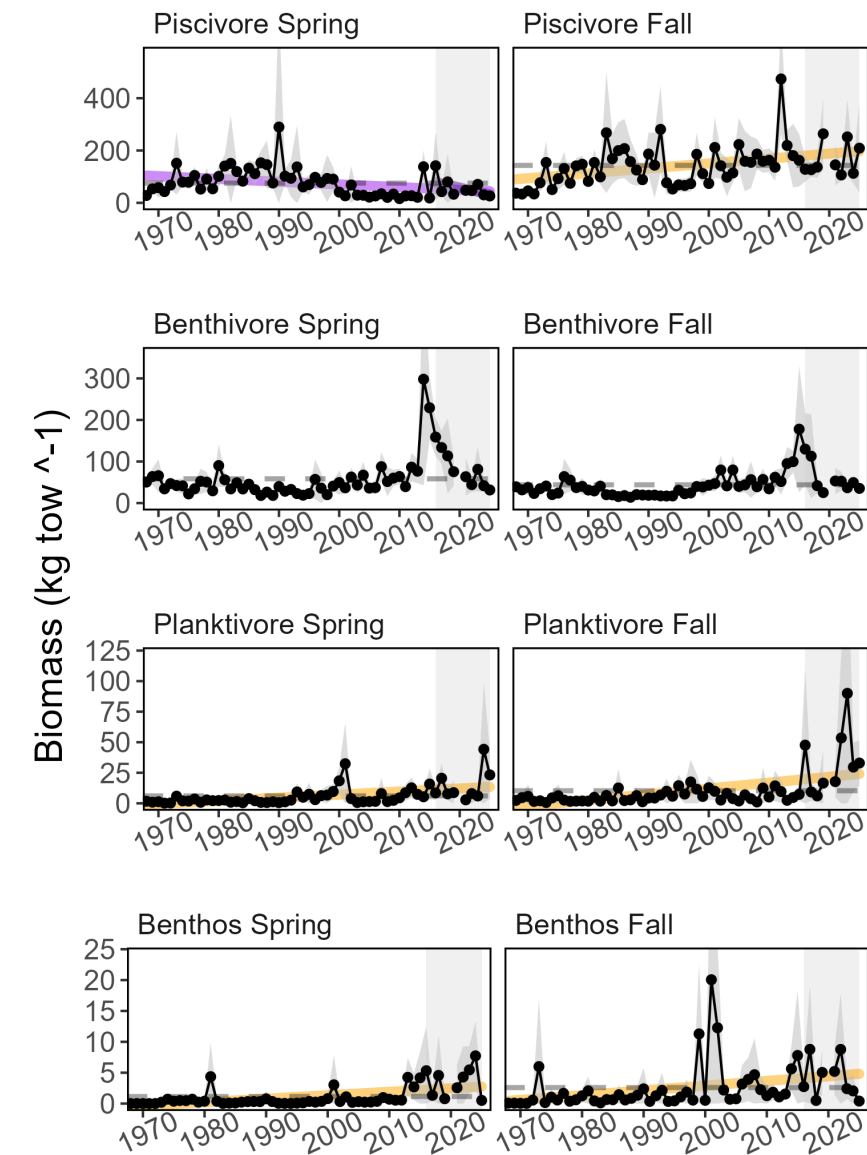 Piscivore Spring
Piscivore Fall
400
200
0
1970 1980 1990 2000 2010 2020
1970 1980 1990 2000 2010 2020
Benthivore Spring
Benthivore Fall
300
200
100
0
1970 1980 1990 2000 2010 2020
1970 1980 1990 2000 2010 2020
Biomass (kg tow ^-1)
Planktivore Spring
Planktivore Fall
125
100
75
50
25
0
1970 1980 1990 2000 2010 2020
1970 1980 1990 2000 2010 2020
Benthos Spring
Benthos Fall
25
20
15
10
5
0
1970 1980 1990 2000 2010 2020
1970 1980 1990 2000 2010 2020